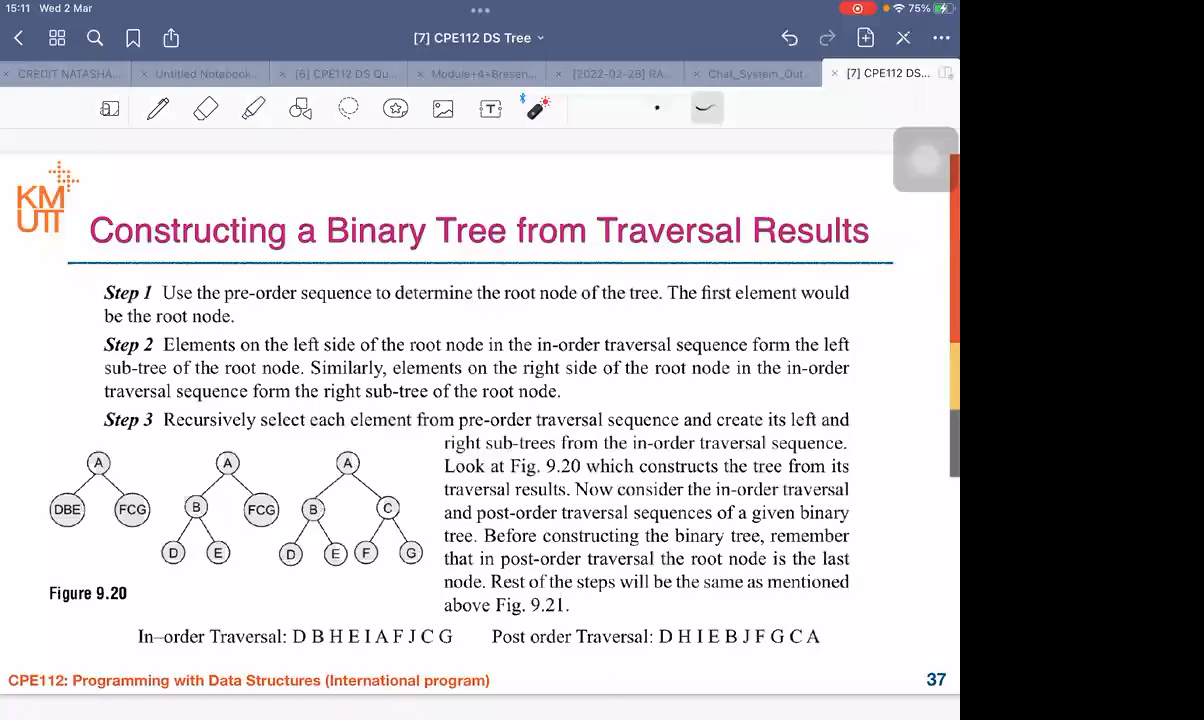 15:11 Wed 2 Mar
75%
[7] CPE112 DS Tree
CREDIT NATASHA... Untitled Notebook... [6] CPE112 DS Qu... Module+4+Bresen... [2022-02-28] RA... Chat_System_Out... [7] CPE112 DS...
T
KM
UTT
Constructing a Binary Tree from Traversal Results
Step 1 Use the pre-order sequence to determine the root node of the tree. The first element would
be the root node.
Step 2 Elements on the left side of the root node in the in-order traversal sequence form the left
sub-tree of the root node. Similarly, elements on the right side of the root node in the in-order
traversal sequence form the right sub-tree of the root node.
Step 3 Recursively select each element from pre-order traversal sequence and create its left and
right sub-trees from the in-order traversal sequence.
Look at Fig. 9.20 which constructs the tree from its
traversal results. Now consider the in-order traversal
and post-order traversal sequences of a given binary
tree. Before constructing the binary tree, remember
that in post-order traversal the root node is the last
node. Rest of the steps will be the same as mentioned
above Fig. 9.21.
A A A
DBE FCG B FCG B C
D E D E F G
Figure 9.20
In–order Traversal: D B H E I A F J C G Post order Traversal: D H I E B J F G C A
CPE112: Programming with Data Structures (International program) 37